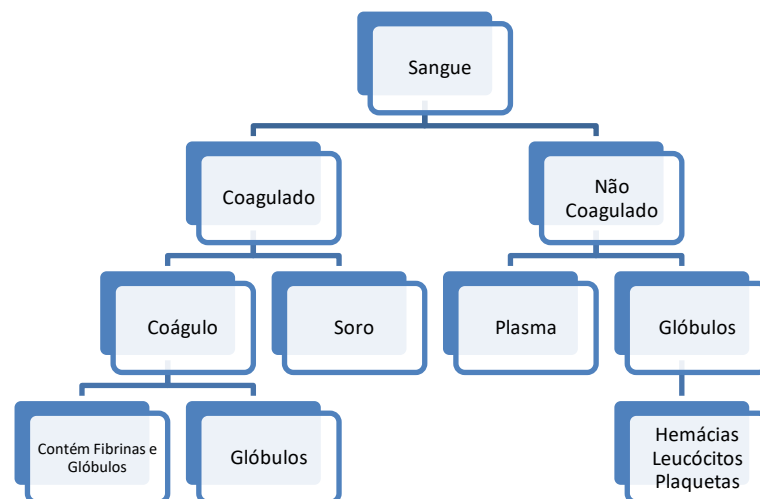 Sangue
Coagulado
Não
Coagulado
Coágulo
Soro
Plasma
Glóbulos
Contém Fibrinas e
Glóbulos
Glóbulos
Hemácias
Leucócitos
Plaquetas